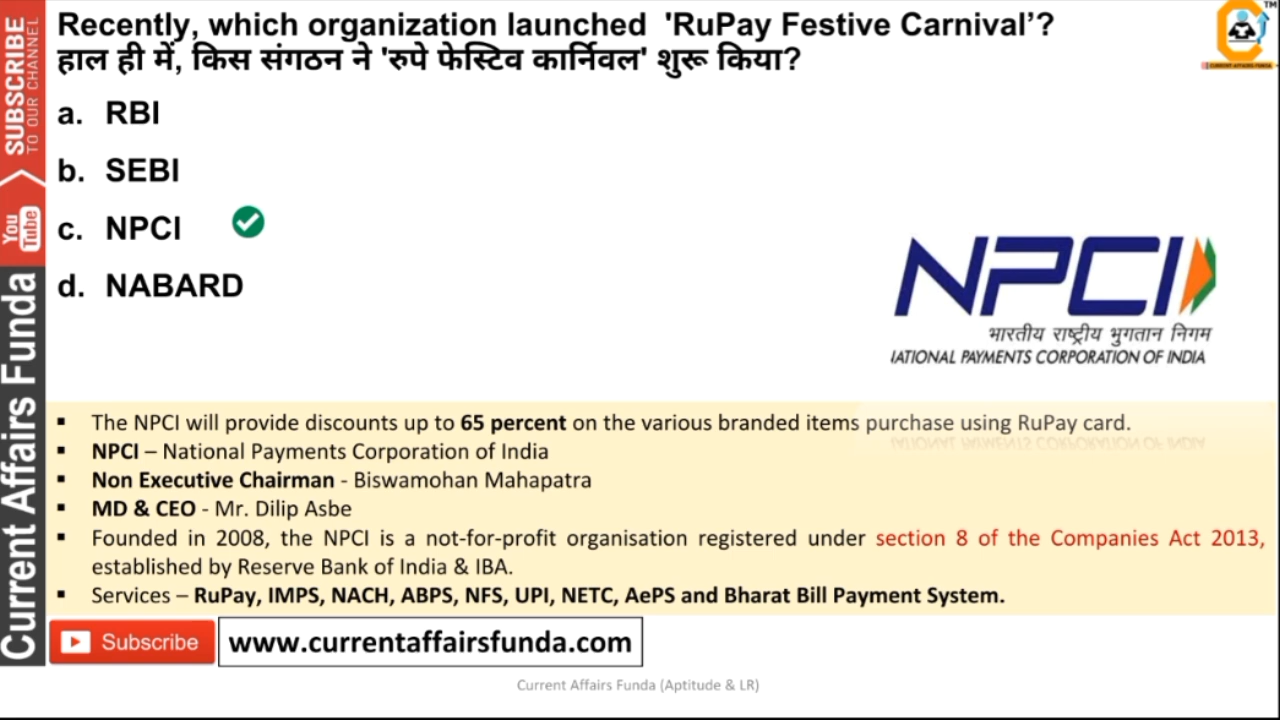 Recently, which organization launched 'RuPay Festive Carnival’?
हाल ही में, किस संगठन ने 'रुपे फेस्टिव कार्निवल' शुरू किया?
a. RBI
b. SEBI
c. NPCI
d. NABARD
NPCI
भारतीय राष्ट्रीय भुगतान निगम
IATIONAL PAYMENTS CORPORATION OF INDIA
▪ The NPCI will provide discounts up to 65 percent on the various branded items purchase using RuPay card.
▪ NPCI – National Payments Corporation of India
▪ Non Executive Chairman - Biswamohan Mahapatra
▪ MD & CEO - Mr. Dilip Asbe
▪ Founded in 2008, the NPCI is a not-for-profit organisation registered under section 8 of the Companies Act 2013,
established by Reserve Bank of India & IBA.
▪ Services – RuPay, IMPS, NACH, ABPS, NFS, UPI, NETC, AePS and Bharat Bill Payment System.
Subscribe
www.currentaffairsfunda.com
Current Affairs Funda (Aptitude & LR)
SUBSCRIBE
TO OUR CHANNEL
You
Tube
Current Affairs Funda
TM
CURRENT AFFAIRS FUNDA